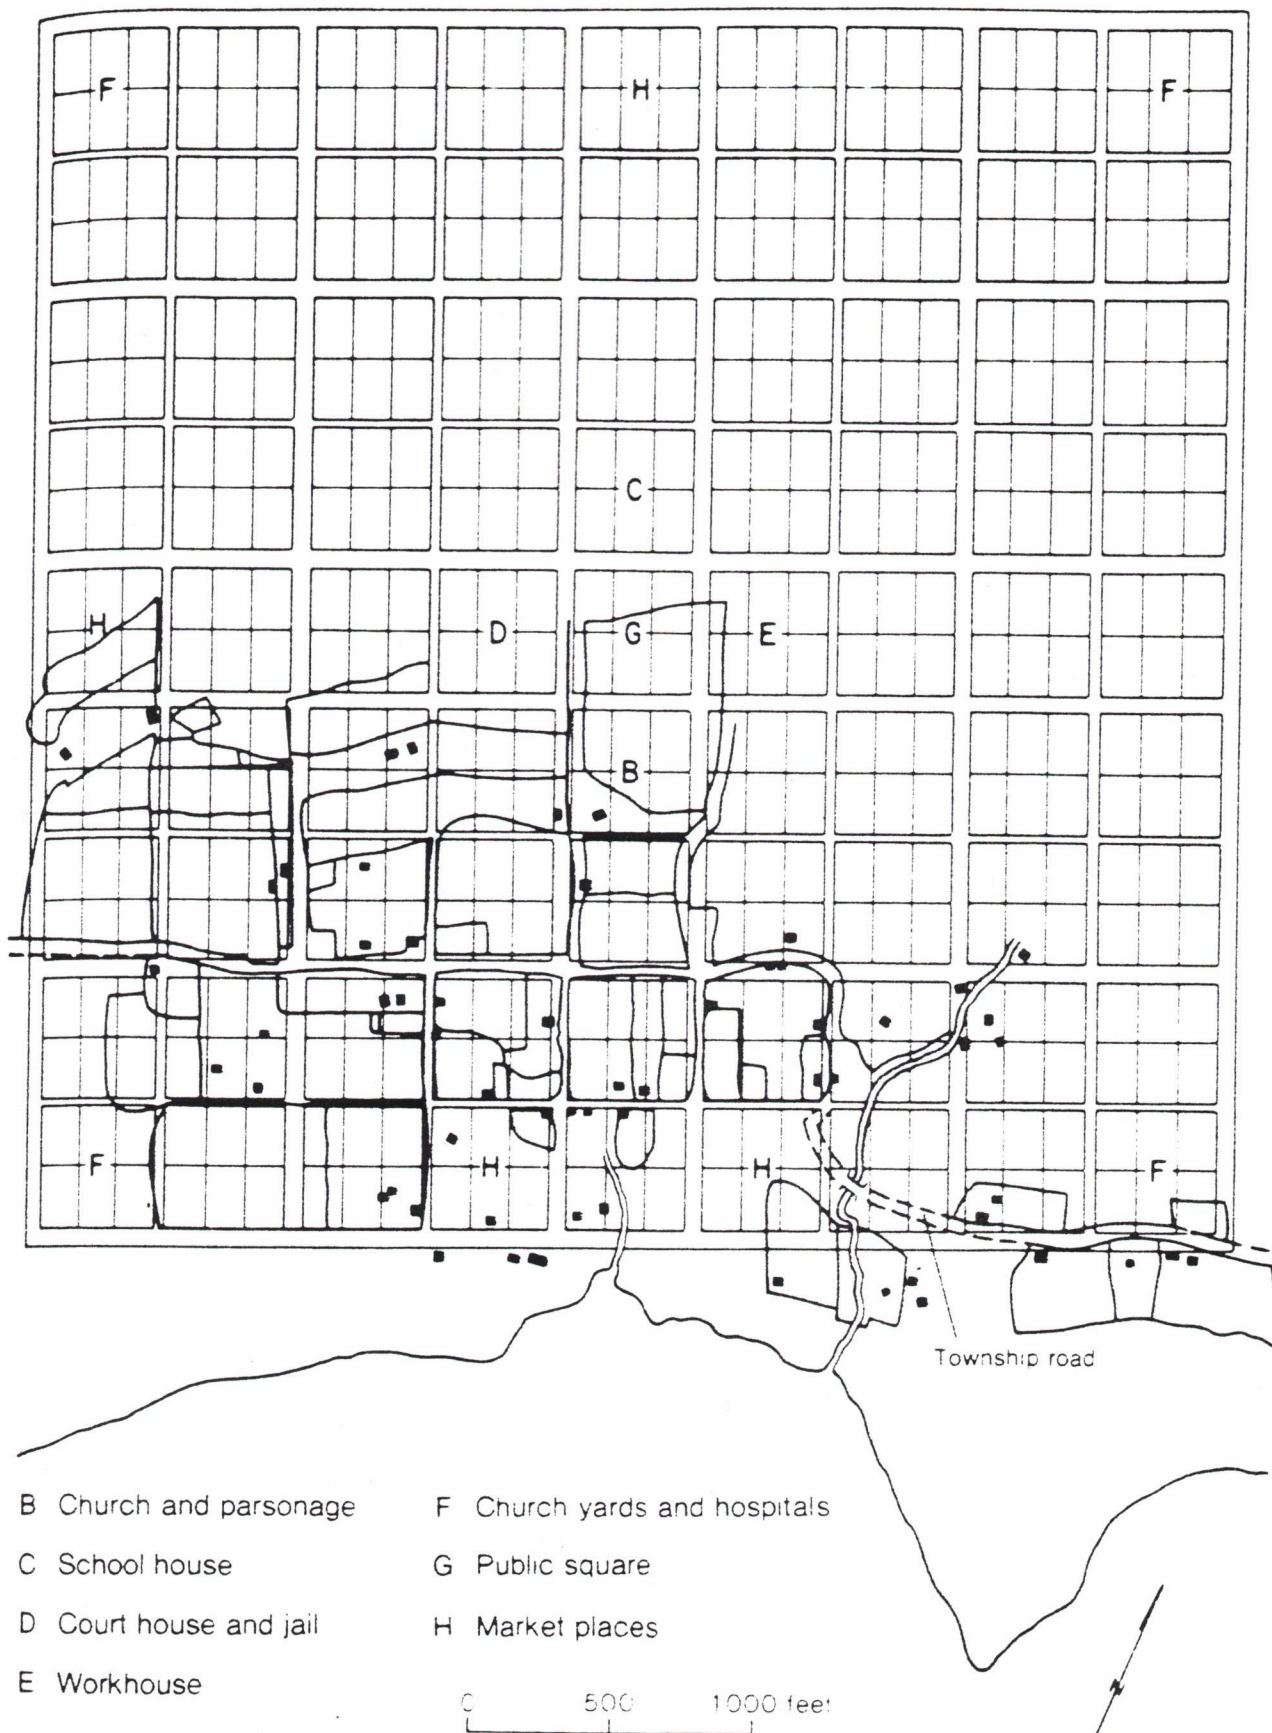 F H F
C
H D G E
B
F H H F
Township road
B Church and parsonage
F Church yards and hospitals
C School house
G Public square
D Court house and jail
H Market places
E Workhouse
0 500 1000 feet
N